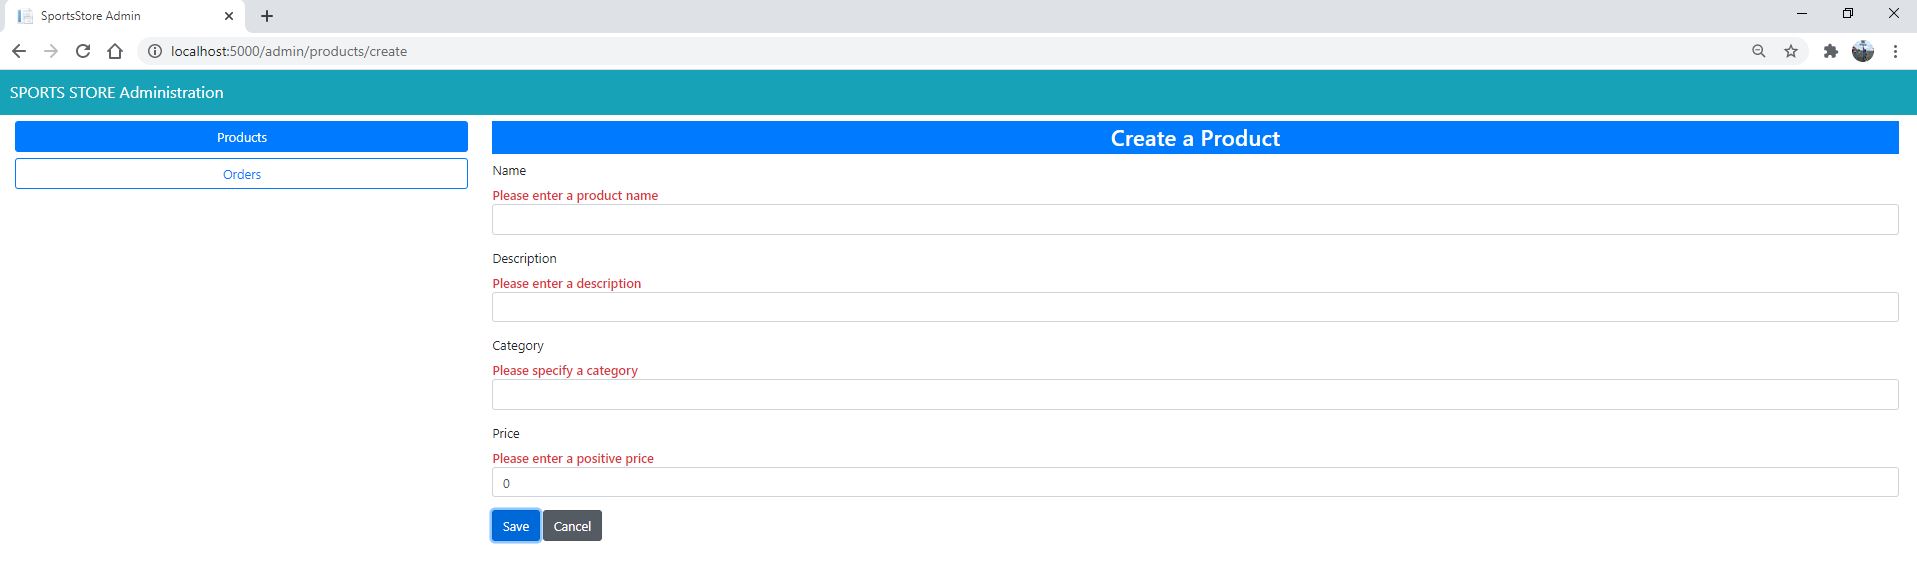 SportsStore Admin
localhost:5000/admin/products/create
SPORTS STORE Administration
Products
Orders
Create a Product
Name
Please enter a product name
Description
Please enter a description
Category
Please specify a category
Price
Please enter a positive price
0
Save Cancel